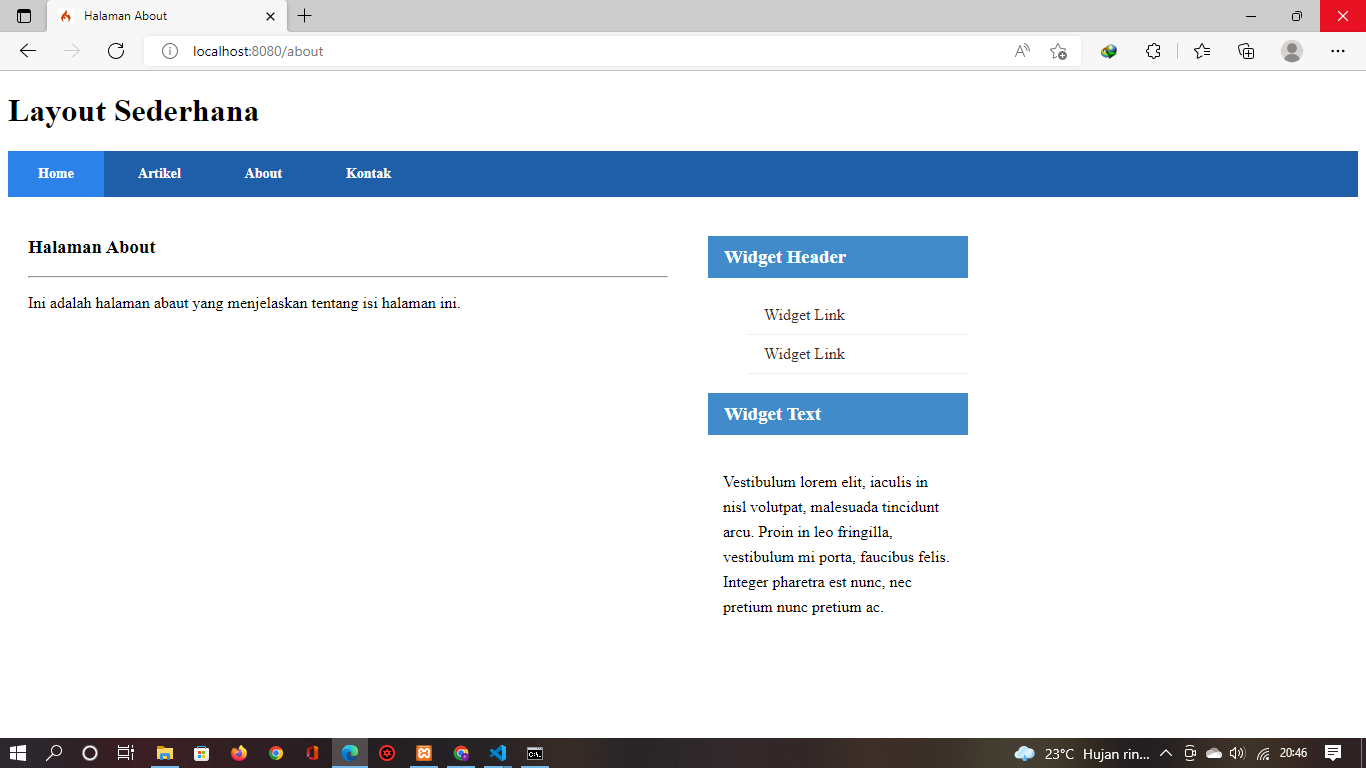 Halaman About
localhost:8080/about
Layout Sederhana
Home Artikel About Kontak
Halaman About
Ini adalah halaman abaut yang menjelaskan tentang isi halaman ini.
Widget Header
Widget Link
Widget Link
Widget Text
Vestibulum lorem elit, iaculis in
nisl volutpat, malesuada tincidunt
arcu. Proin in leo fringilla,
vestibulum mi porta, faucibus felis.
Integer pharetra est nunc, nec
pretium nunc pretium ac.
23°C Hujan rin... 20:46